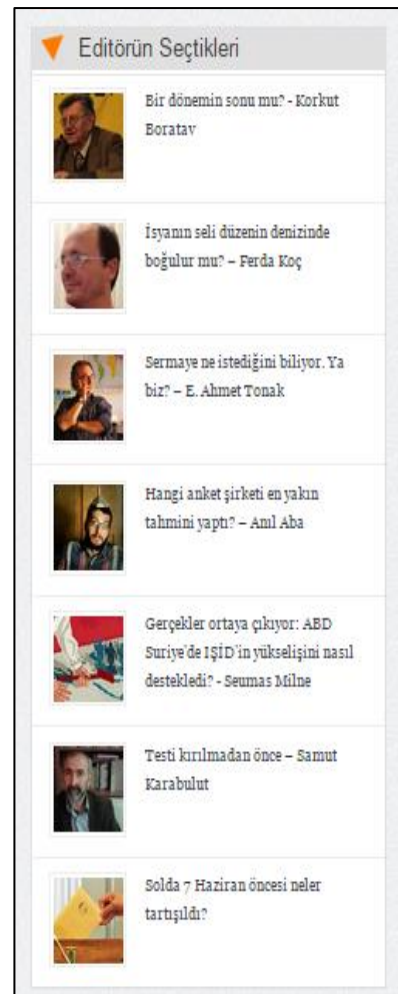 Editörün Seçtikleri
Bir dönemin sonu mu? - Korkut
Boratav
İsyanın seli düzenin denizinde
boğulur mu? – Ferda Koç
Sermaye ne istediğini biliyor. Ya
biz? – E. Ahmet Tonak
Hangi anket şirketi en yakın
tahmini yaptı? – Anıl Aba
Gerçekler ortaya çıkıyor: ABD
Suriye'de IŞİD'in yükselişini nasıl
destekledi? - Seumas Milne
Testi kırılmadan önce – Samut
Karabulut
Solda 7 Haziran öncesi neler
tartışıldı?